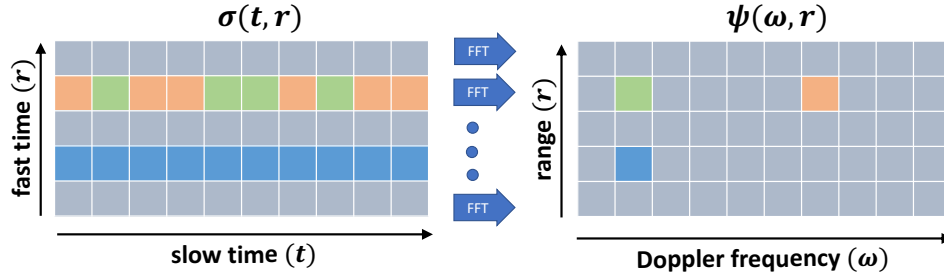 σ(t, r)
ψ(ω, r)
fast time (r)
slow time (t)
FFT
FFT
FFT
range (r)
Doppler frequency (ω)